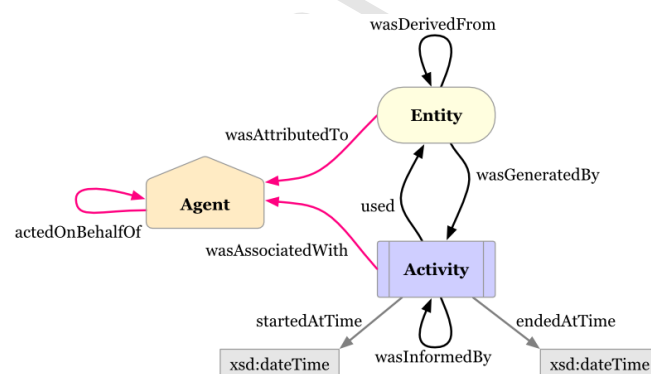 wasDerivedFrom
Entity
wasAttributedTo
wasGeneratedBy
used
Agent
actedOnBehalfOf
wasAssociatedWith
Activity
startedAtTime
endedAtTime
wasInformedBy
xsd:dateTime
xsd:dateTime